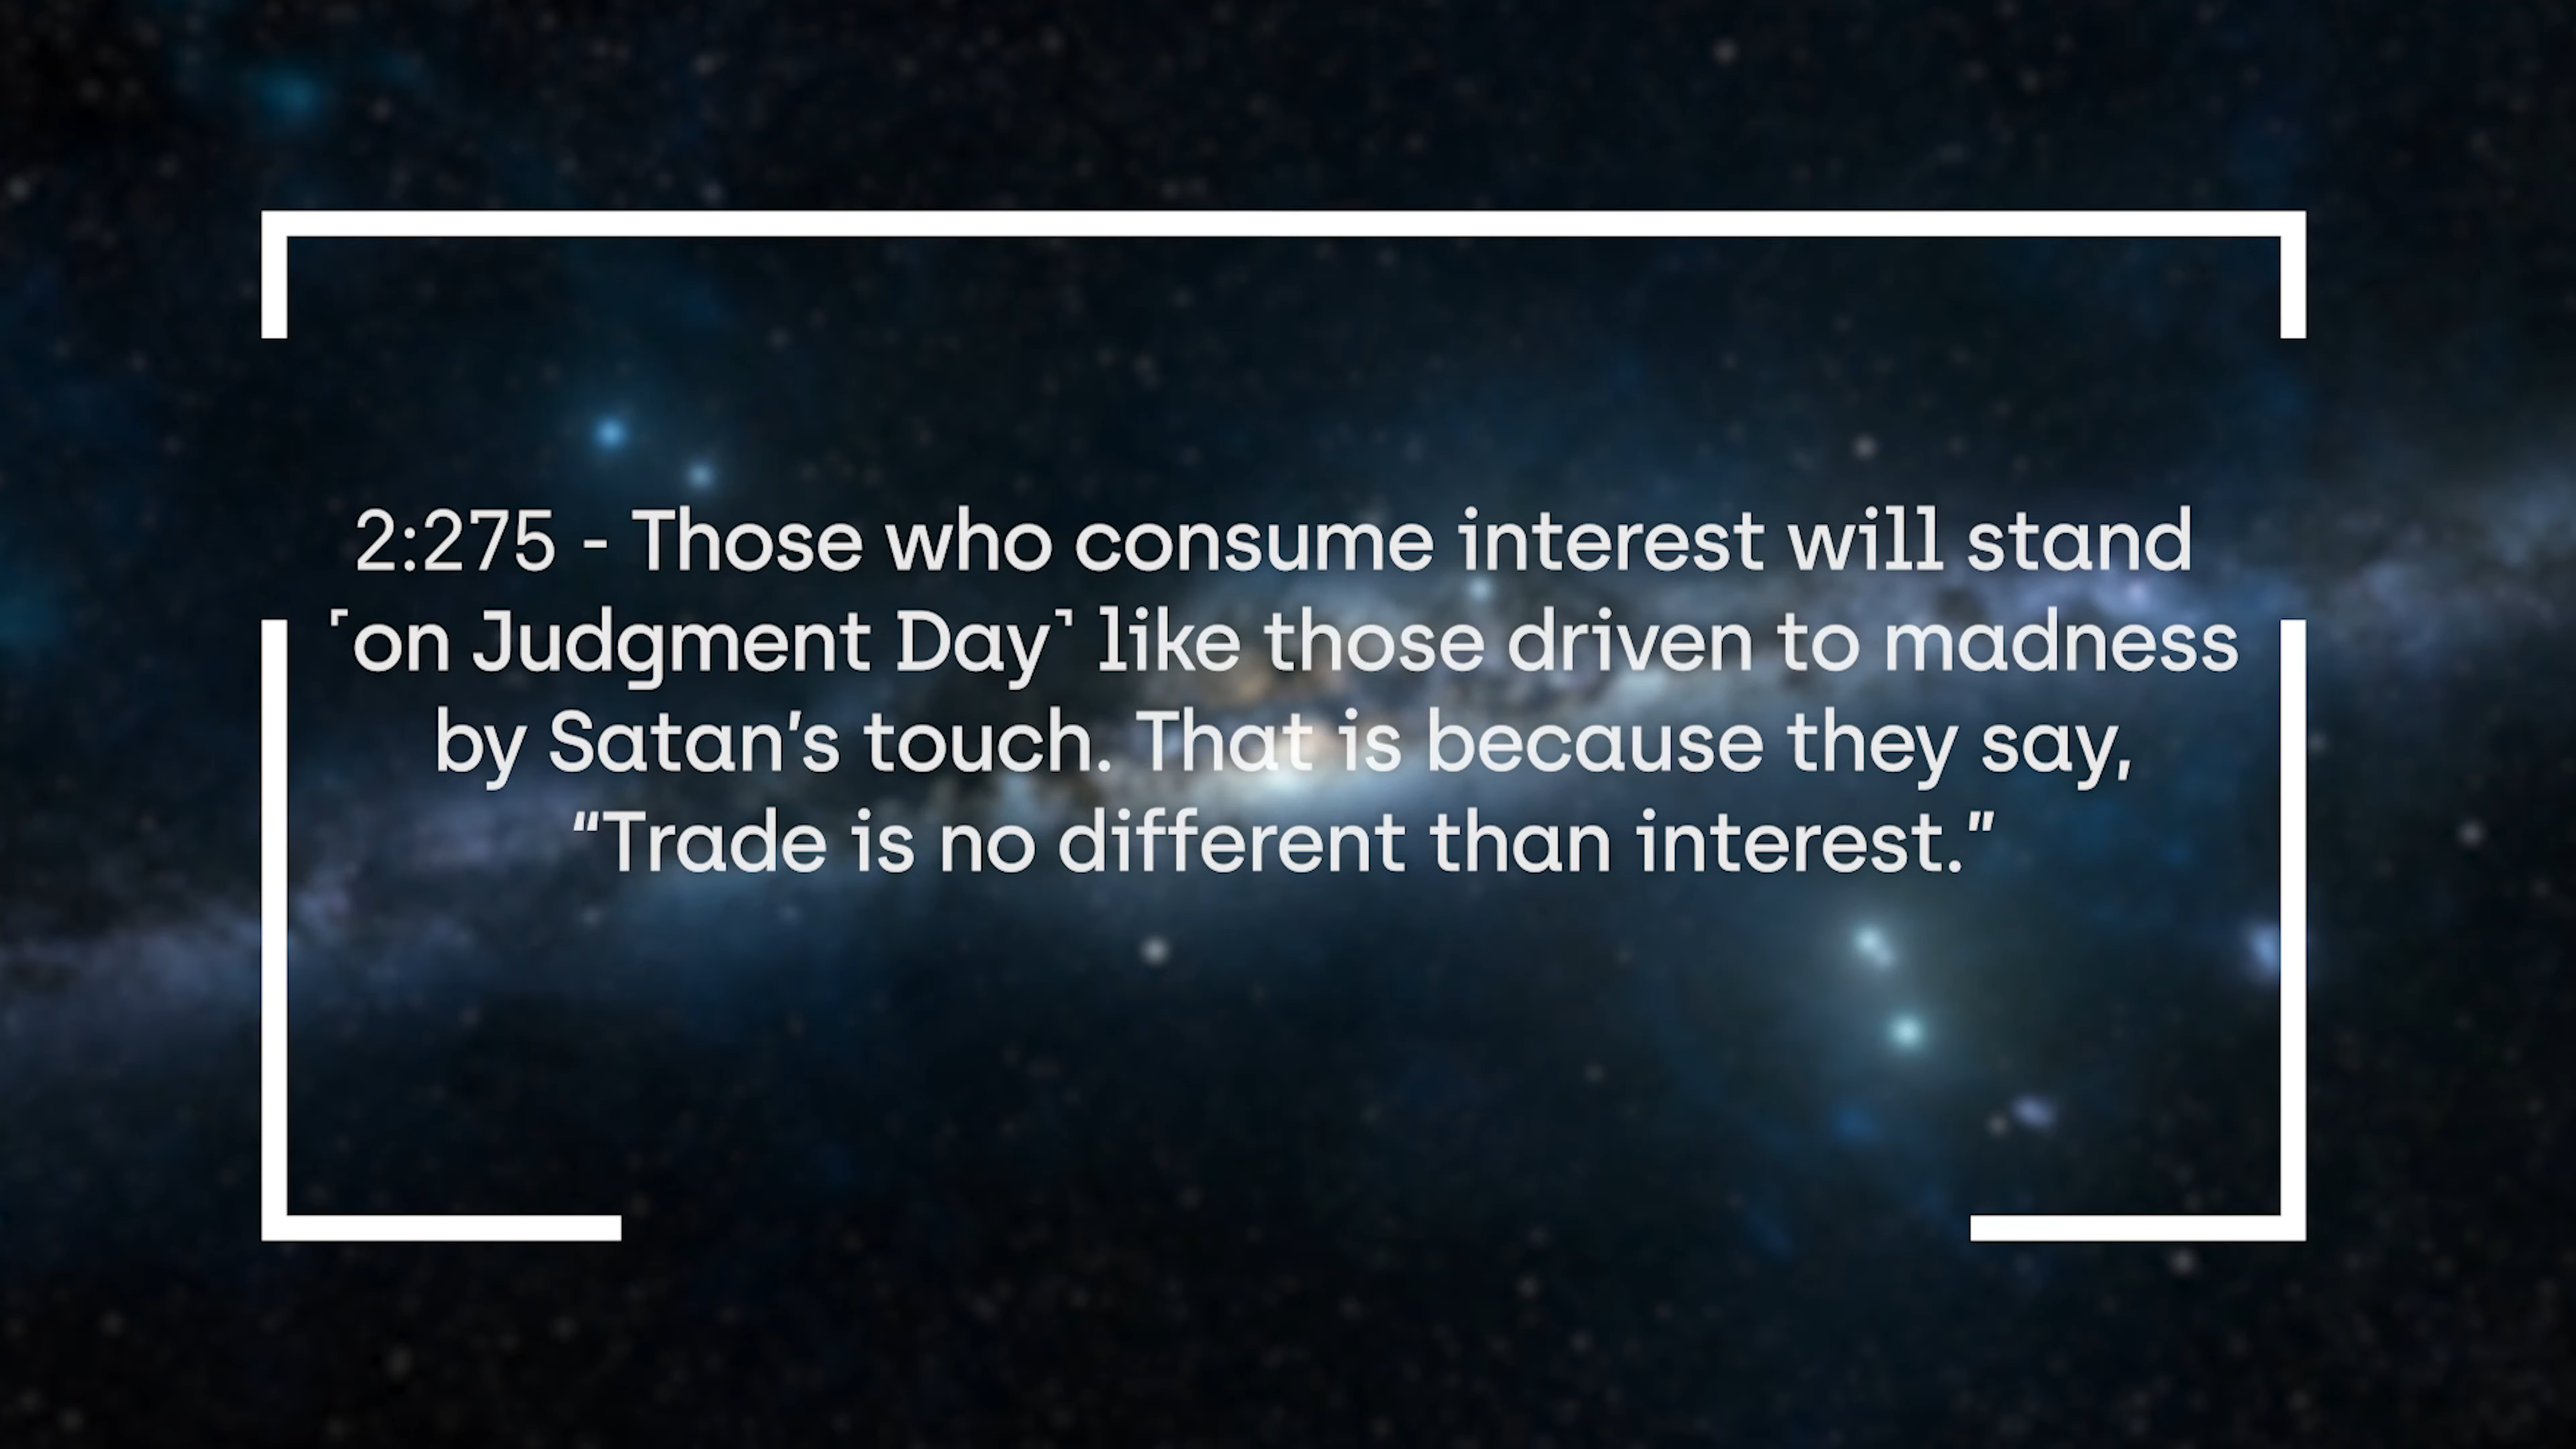 2:275 - Those who consume interest will stand
˹on Judgment Day˺ like those driven to madness
by Satan’s touch. That is because they say,
“Trade is no different than interest.”